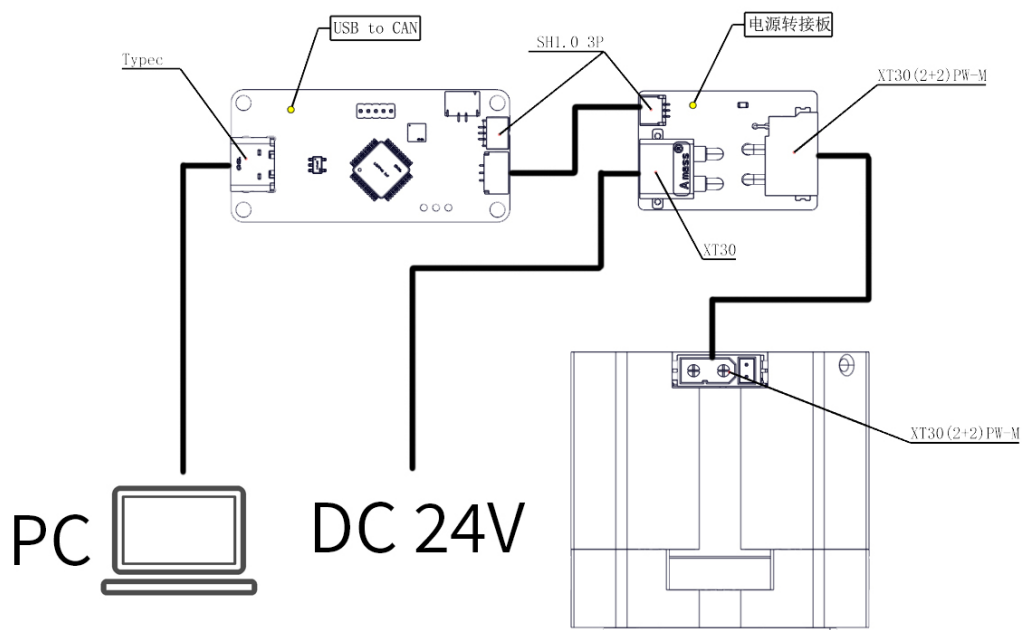 USB to CAN
电源转接板
SH1.0 3P
Typec
XT30(2+2)PW-M
Amass®
XT30
XT30(2+2)PW-M
PC
DC 24V